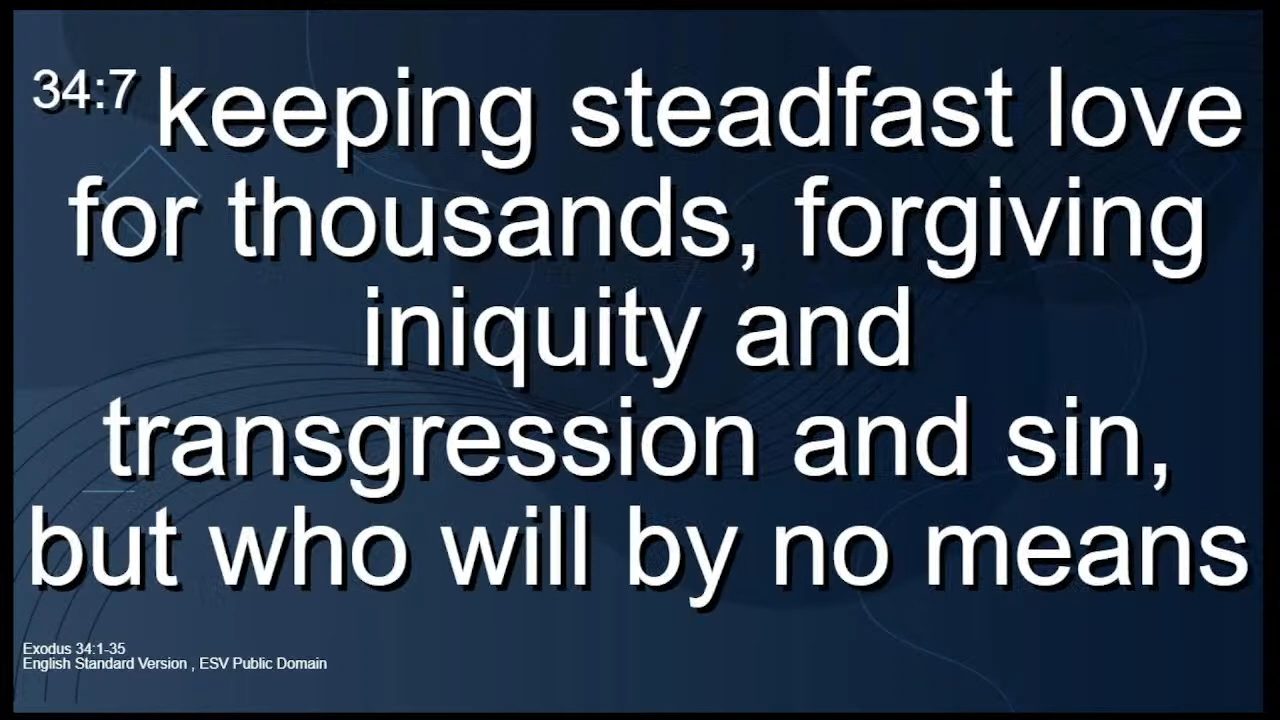 34:7 keeping steadfast love
for thousands, forgiving
iniquity and
transgression and sin,
but who will by no means
Exodus 34:1-35
English Standard Version , ESV Public Domain